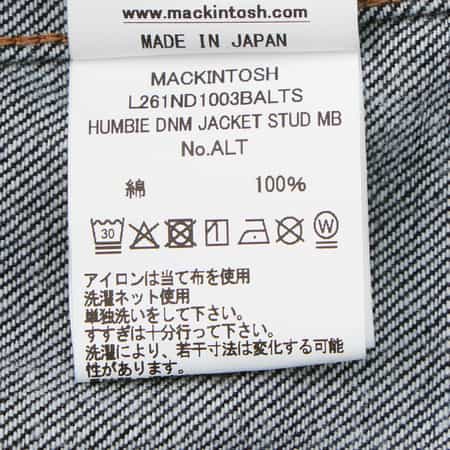 www.mackintosh.com
MADE IN JAPAN
MACKINTOSH
L261ND1003BALTS
HUMBIE DNM JACKET STUD MB
No.ALT
綿 100%
30 W
アイロンは当て布を使用
洗濯ネット使用
単独洗いをして下さい。
すすぎは十分行って下さい。
洗濯により、若干寸法は変化する可能
性があります。